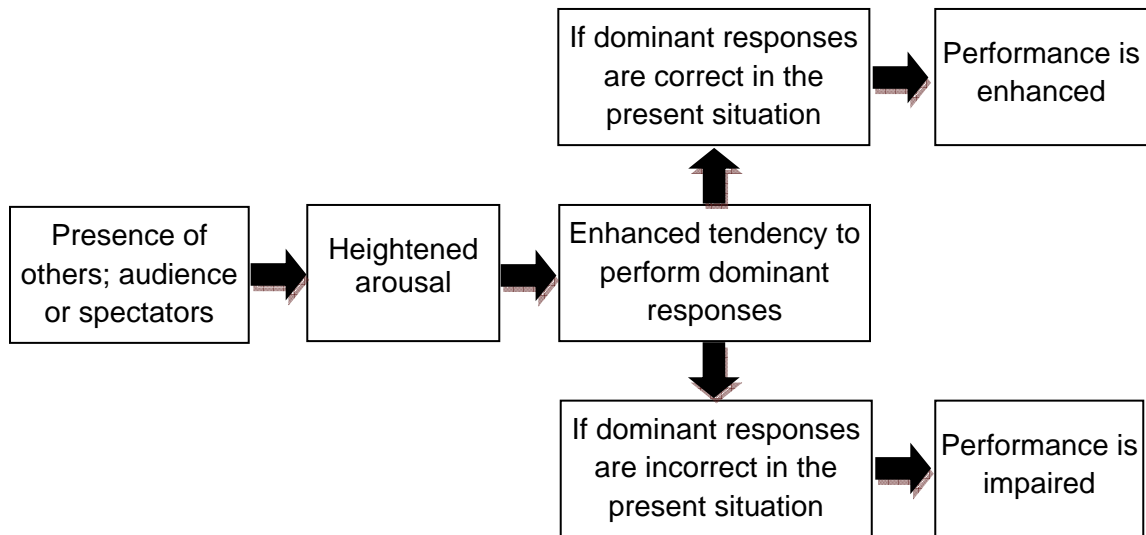 If dominant responses
are correct in the
present situation
Performance is
enhanced
Presence of
others; audience
or spectators
Heightened
arousal
Enhanced tendency to
perform dominant
responses
If dominant responses
are incorrect in the
present situation
Performance is
impaired